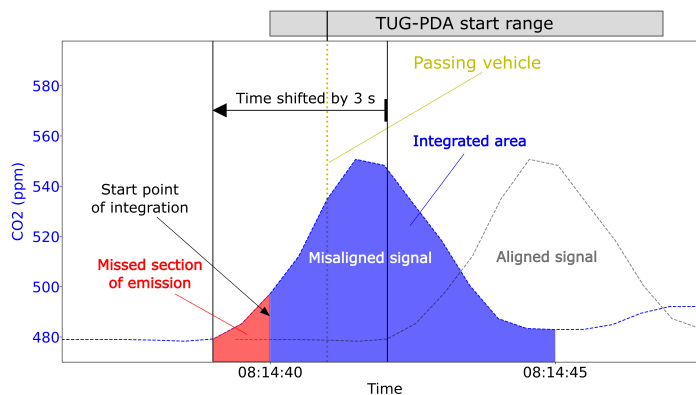 TUG-PDA start range
Passing vehicle
Time shifted by 3 s
Integrated area
Start point
of integration
Missed section
of emission
Misaligned signal
Aligned signal
CO2 (ppm)
580
560
540
520
500
480
08:14:40
08:14:45
Time